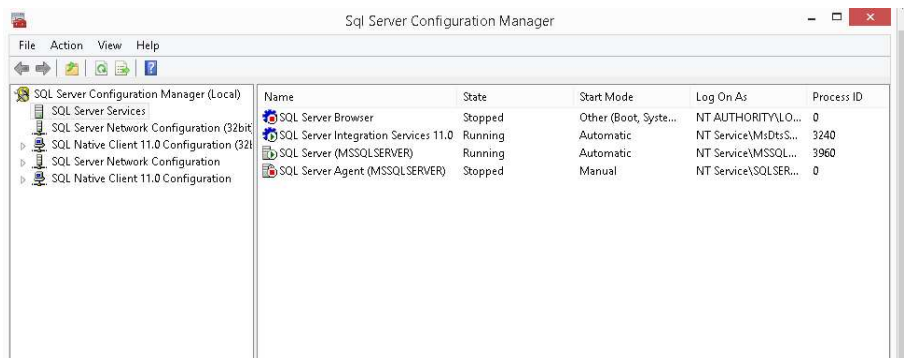 Sql Server Configuration Manager
File Action View Help
SQL Server Configuration Manager (Local)
SQL Server Services
SQL Server Network Configuration (32bit
SQL Native Client 11.0 Configuration (32b
SQL Server Network Configuration
SQL Native Client 11.0 Configuration
Name State Start Mode Log On As Process ID
SQL Server Browser Stopped Other (Boot, Syste... NT AUTHORITY\LO... 0
SQL Server Integration Services 11.0 Running Automatic NT Service\MsDtsS... 3240
SQL Server (MSSQLSERVER) Running Automatic NT Service\MSSQL... 3960
SQL Server Agent (MSSQLSERVER) Stopped Manual NT Service\SQLSER... 0